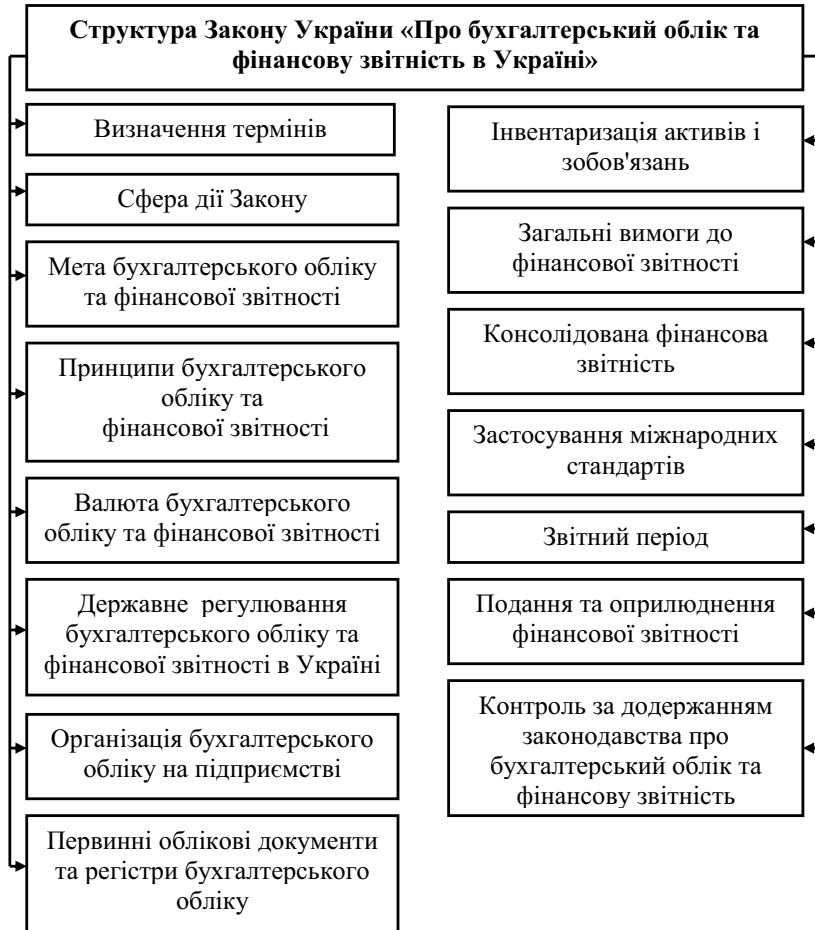 Структура Закону України «Про бухгалтерський облік та
фінансову звітність в Україні»
Визначення термінів
Сфера дії Закону
Мета бухгалтерського обліку
та фінансової звітності
Принципи бухгалтерського
обліку та
фінансової звітності
Валюта бухгалтерського
обліку та фінансової звітності
Державне регулювання
бухгалтерського обліку та
фінансової звітності в Україні
Організація бухгалтерського
обліку на підприємстві
Первинні облікові документи
та регістри бухгалтерського
обліку
Інвентаризація активів і
зобов'язань
Загальні вимоги до
фінансової звітності
Консолідована фінансова
звітність
Застосування міжнародних
стандартів
Звітний період
Подання та оприлюднення
фінансової звітності
Контроль за додержанням
законодавства про
бухгалтерський облік та
фінансову звітність